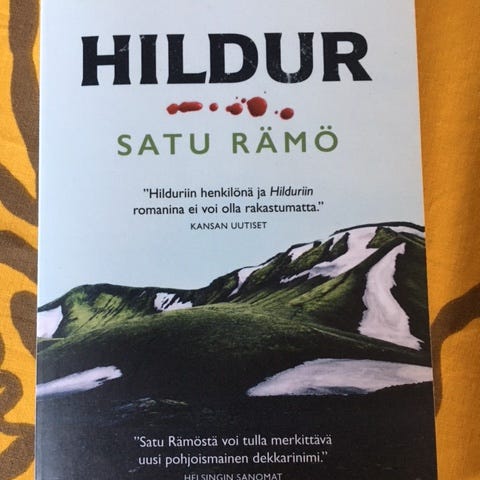 HILDUR
SATU RÄMÖ
”Hilduriin henkilönä ja Hilduriin
romanina ei voi olla rakastumatta.”
KANSAN UUTISET
”Satu Rämöstä voi tulla merkittävä
uusi pohjoismainen dekkarinimi.”
HELSINGIN SANOMAT